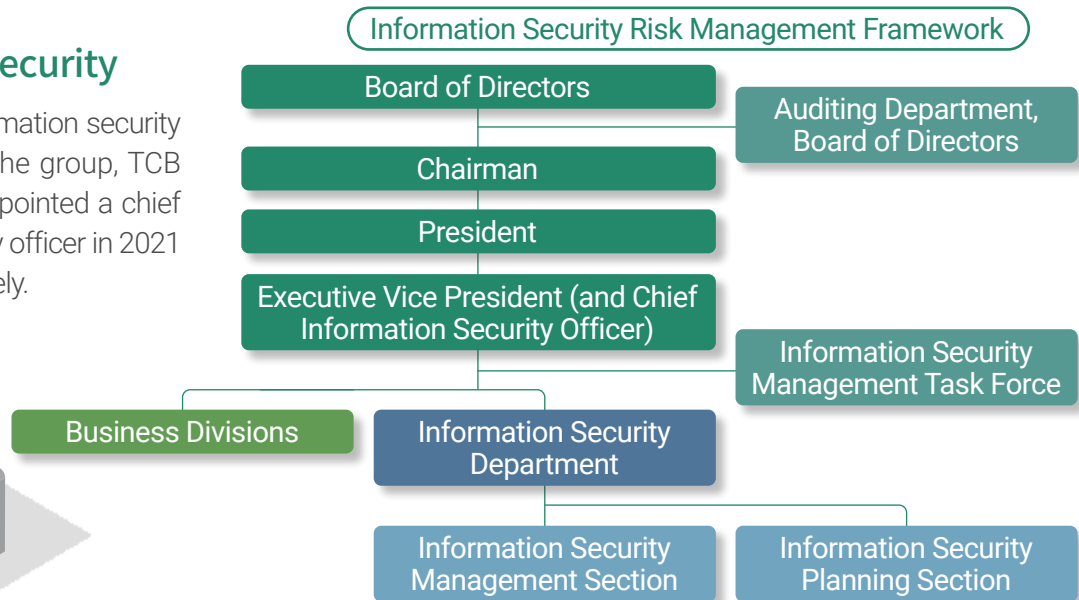 Information Security Risk Management Framework
ecurity
mation security
he group, TCB
pointed a chief
officer in 2021
ely.
Board of Directors
Auditing Department,
Board of Directors
Chairman
President
Executive Vice President (and Chief
Information Security Officer)
Information Security
Management Task Force
Business Divisions
Information Security
Department
Information Security
Management Section
Information Security
Planning Section